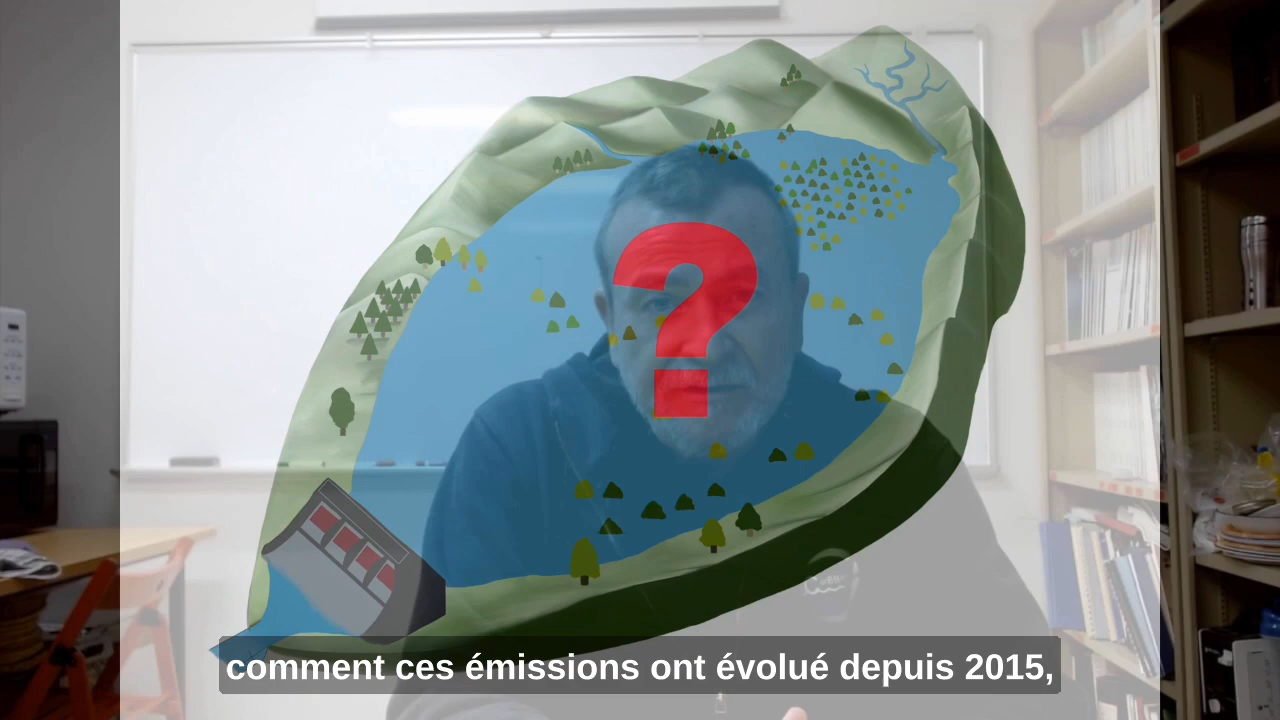 ?
comment ces émissions ont évolué depuis 2015,